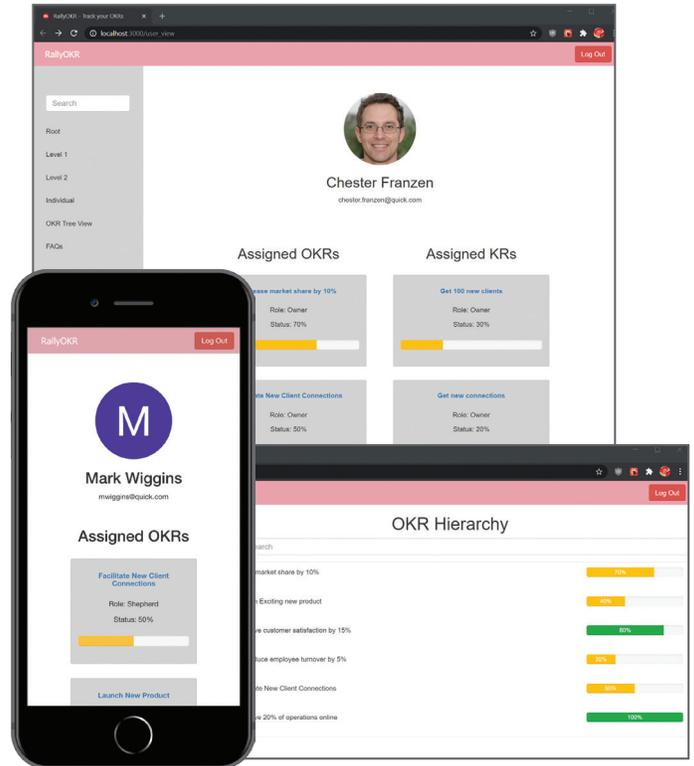 RallyOKR - Track your OKRs
localhost:3000/user_view
RallyOKR
Log Out
Search
Root
Level 1
Level 2
Individual
OKR Tree View
FAQs
Chester Franzen
chester.franzen@quick.com
Assigned OKRs
ease market share by 10%
Role: Owner
Status: 70%
te New Client Connections
Role: Owner
Status: 50%
Assigned KRs
Get 100 new clients
Role: Owner
Status: 30%
Get new connections
Role: Owner
Status: 20%
RallyOKR
Log Out
M
Mark Wiggins
mwiggins@quick.com
Assigned OKRs
Facilitate New Client
Connections
Role: Shepherd
Status: 50%
Launch New Product
Log Out
OKR Hierarchy
earch
market share by 10%
70%
Exciting new product
40%
ve customer satisfaction by 15%
80%
duce employee turnover by 5%
30%
te New Client Connections
50%
ve 20% of operations online
100%